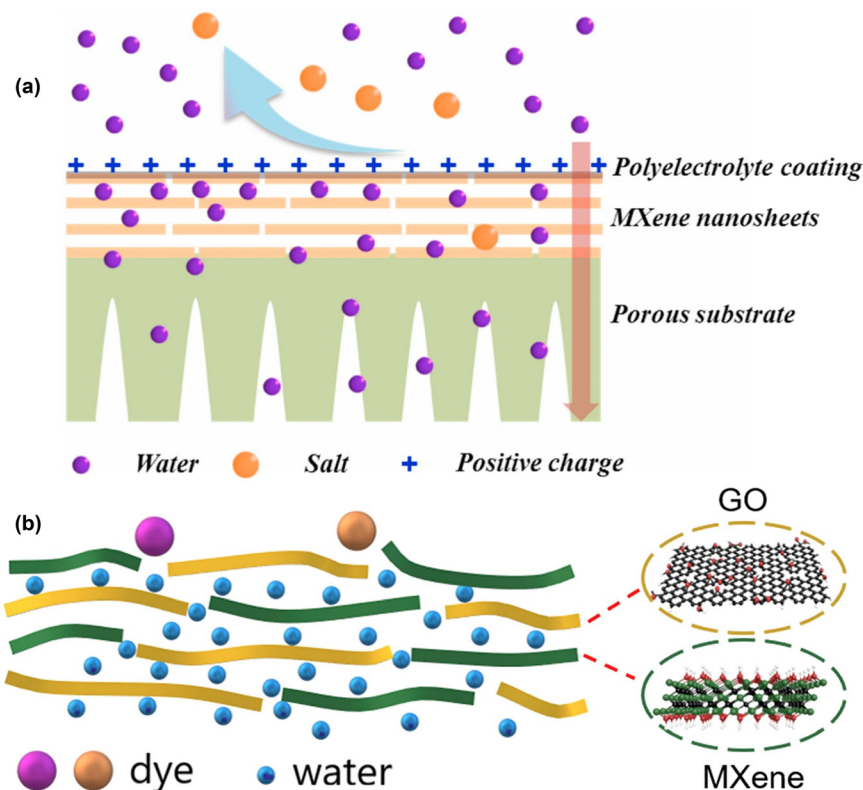 (a)
Polyelectrolyte coating
MXene nanosheets
Porous substrate
Water
Salt
Positive charge
(b)
GO
MXene
dye
water